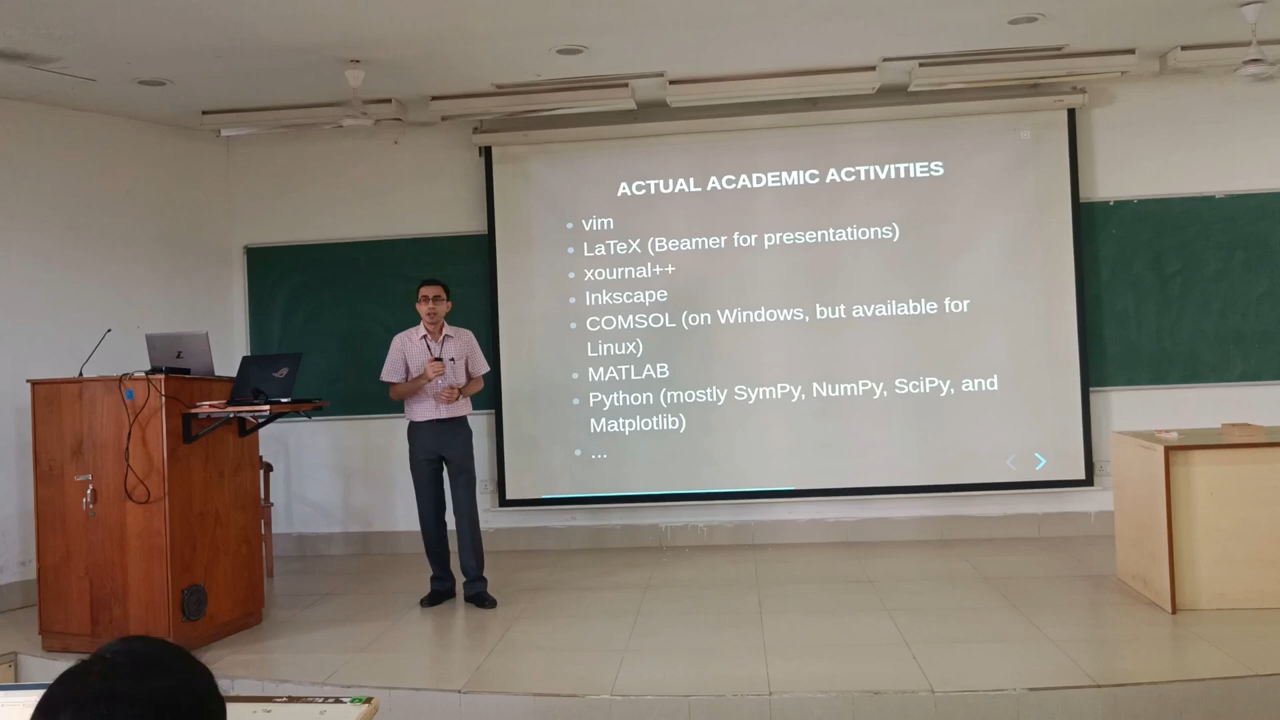 ACTUAL ACADEMIC ACTIVITIES
vim
LaTeX (Beamer for presentations)
xournal++
Inkscape
COMSOL (on Windows, but available for
Linux)
MATLAB
Python (mostly SymPy, NumPy, SciPy, and
Matplotlib)
...